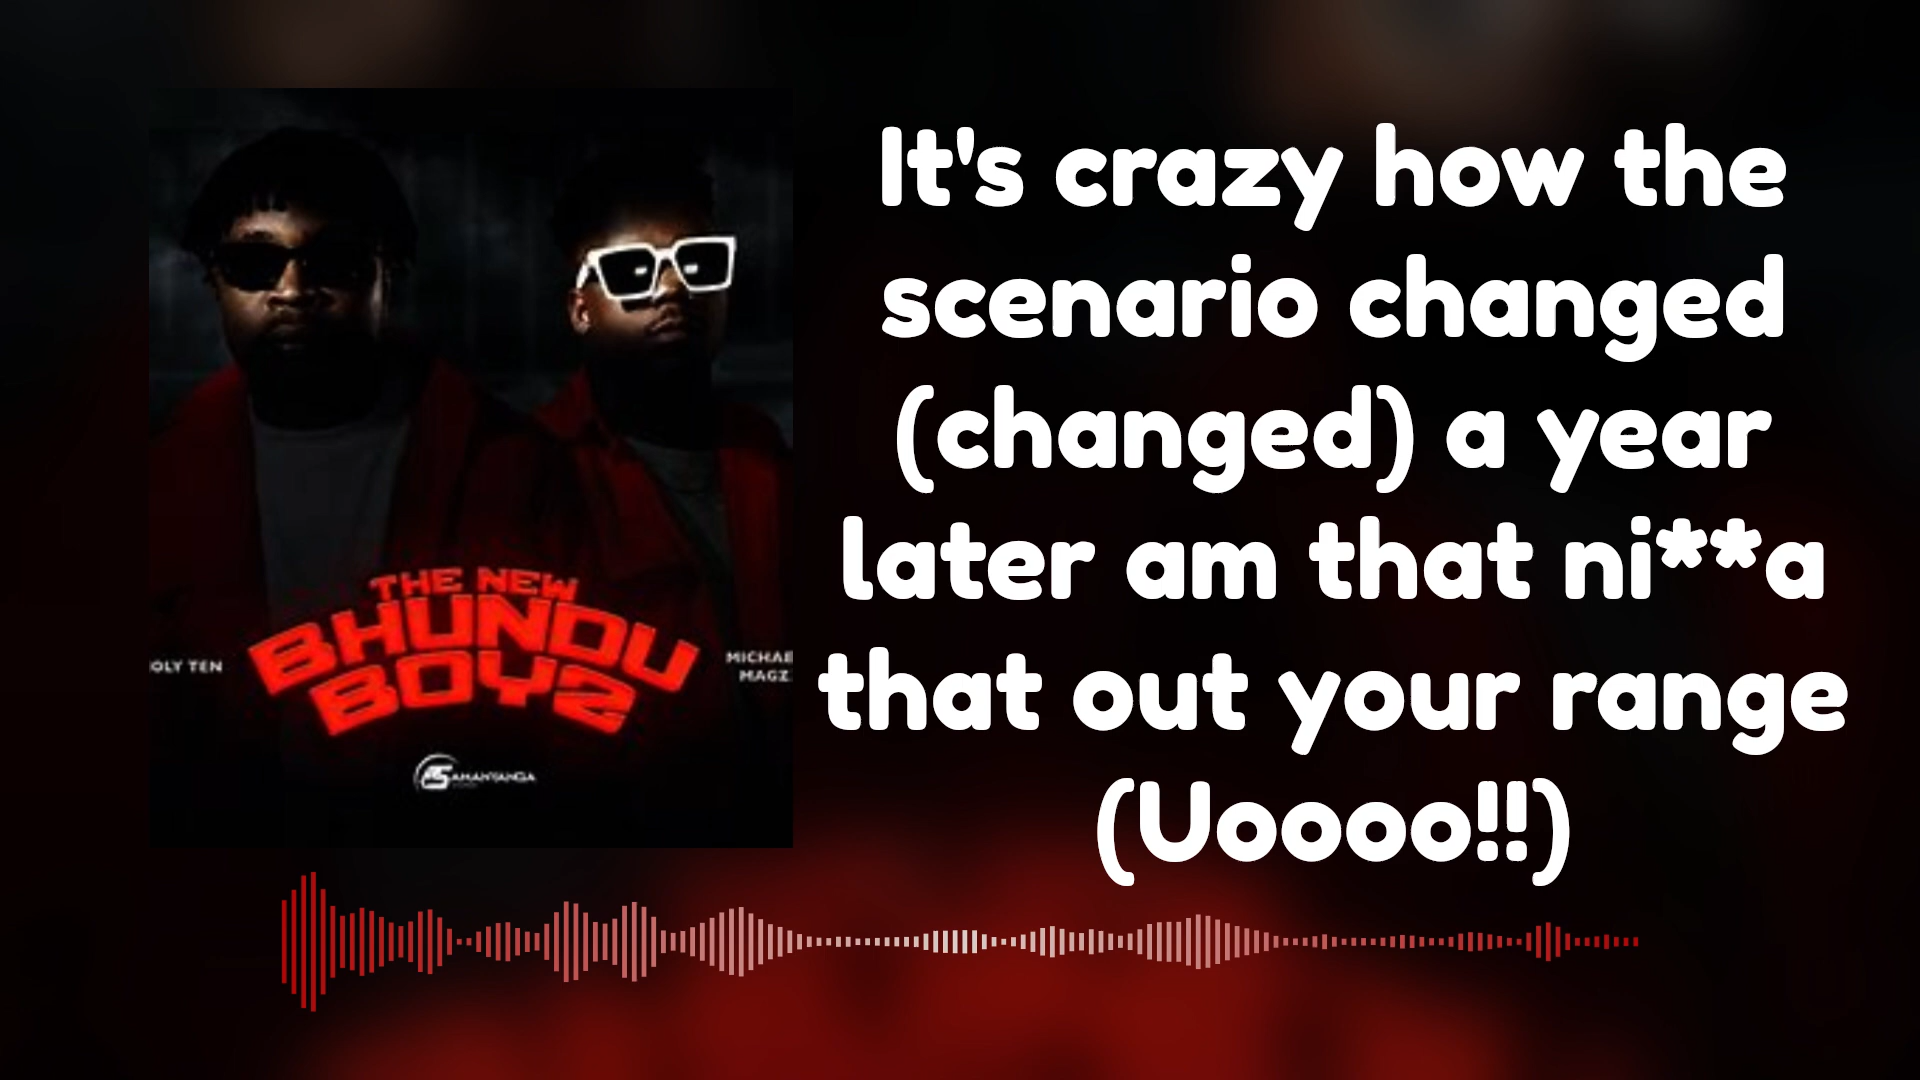 It's crazy how the
scenario changed
(changed) a year
later am that ni**a
that out your range
(Uoooo!!)
THE NEW
BHUNDU
BOYZ
OLY TEN
MICHAE
MAGZ
SAMANYANGA